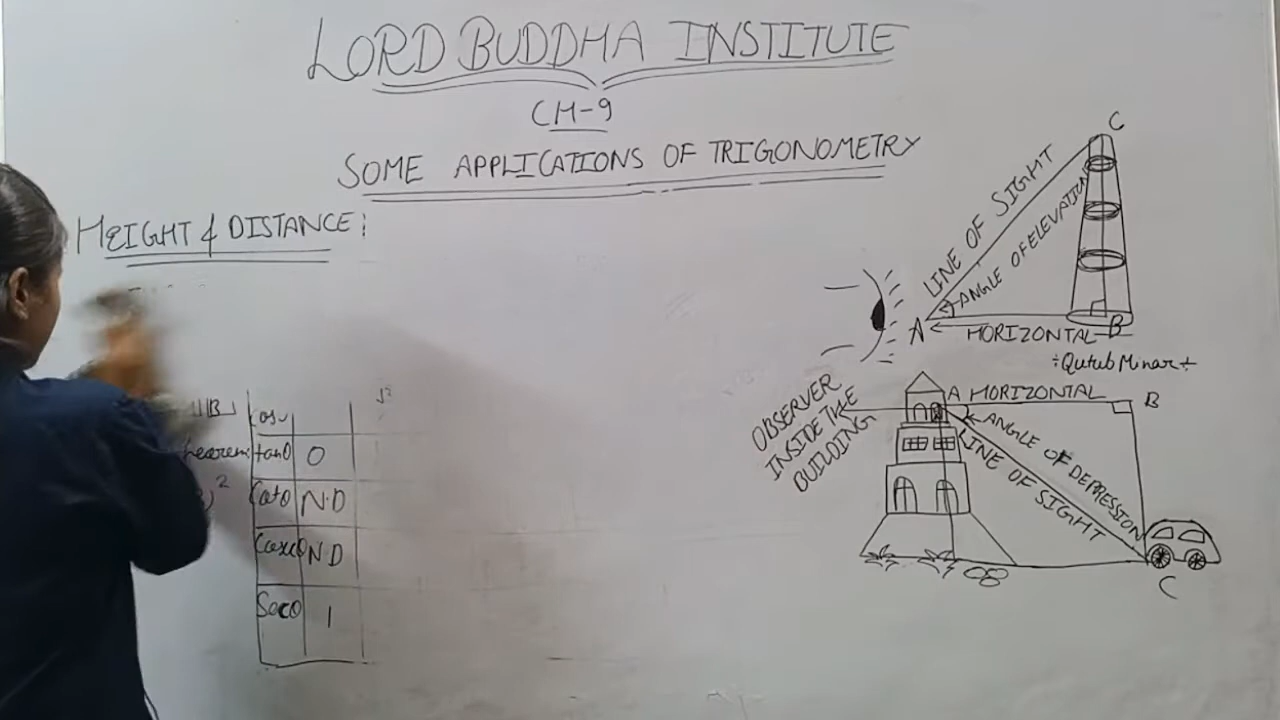 LORD BUDDHA INSTITUTE
CH-9
SOME APPLICATIONS OF TRIGONOMETRY
HEIGHT & DISTANCE:
tanθ 0
Cotθ N.D
N.D
Secθ 1
2
C
LINE OF SIGHT
ANGLE OF ELEVATION
A
HORIZONTAL
B
÷Qutub Minar÷
OBSERVER
INSIDE THE
BUILDING
A HORIZONTAL B
ANGLE OF DEPRESSION
LINE OF SIGHT
C